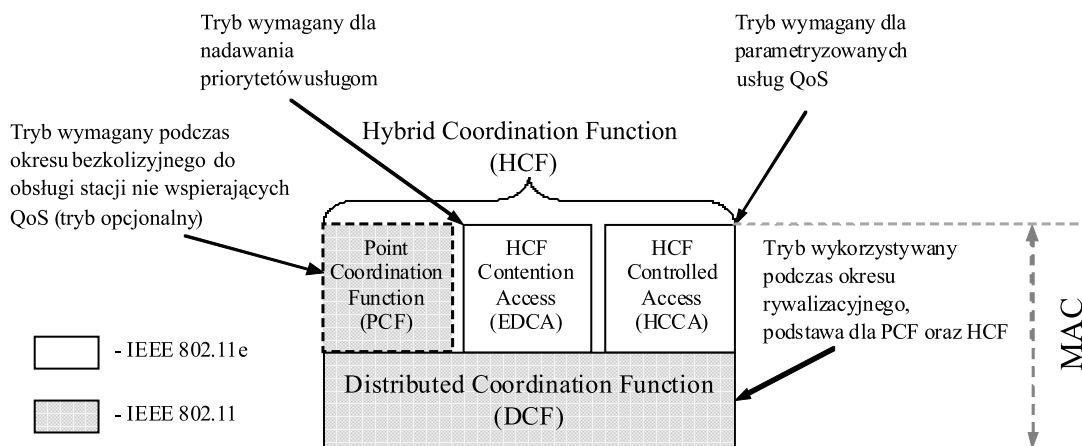 Tryb wymagany dla
nadawania
priorytetów usługom
Tryb wymagany dla
parametryzowanych
usług QoS
Tryb wymagany podczas
okresu bezkolizyjnego do
obsługi stacji nie wspierających
QoS (tryb opcjonalny)
Hybrid Coordination Function
(HCF)
Point
Coordination
Function
(PCF)
HCF
Contention
Access
(EDCA)
HCF
Controlled
Access
(HCCA)
Tryb wykorzystywany
podczas okresu
rywalizacyjnego,
podstawa dla PCF oraz HCF
MAC
- IEEE 802.11e
- IEEE 802.11
Distributed Coordination Function
(DCF)